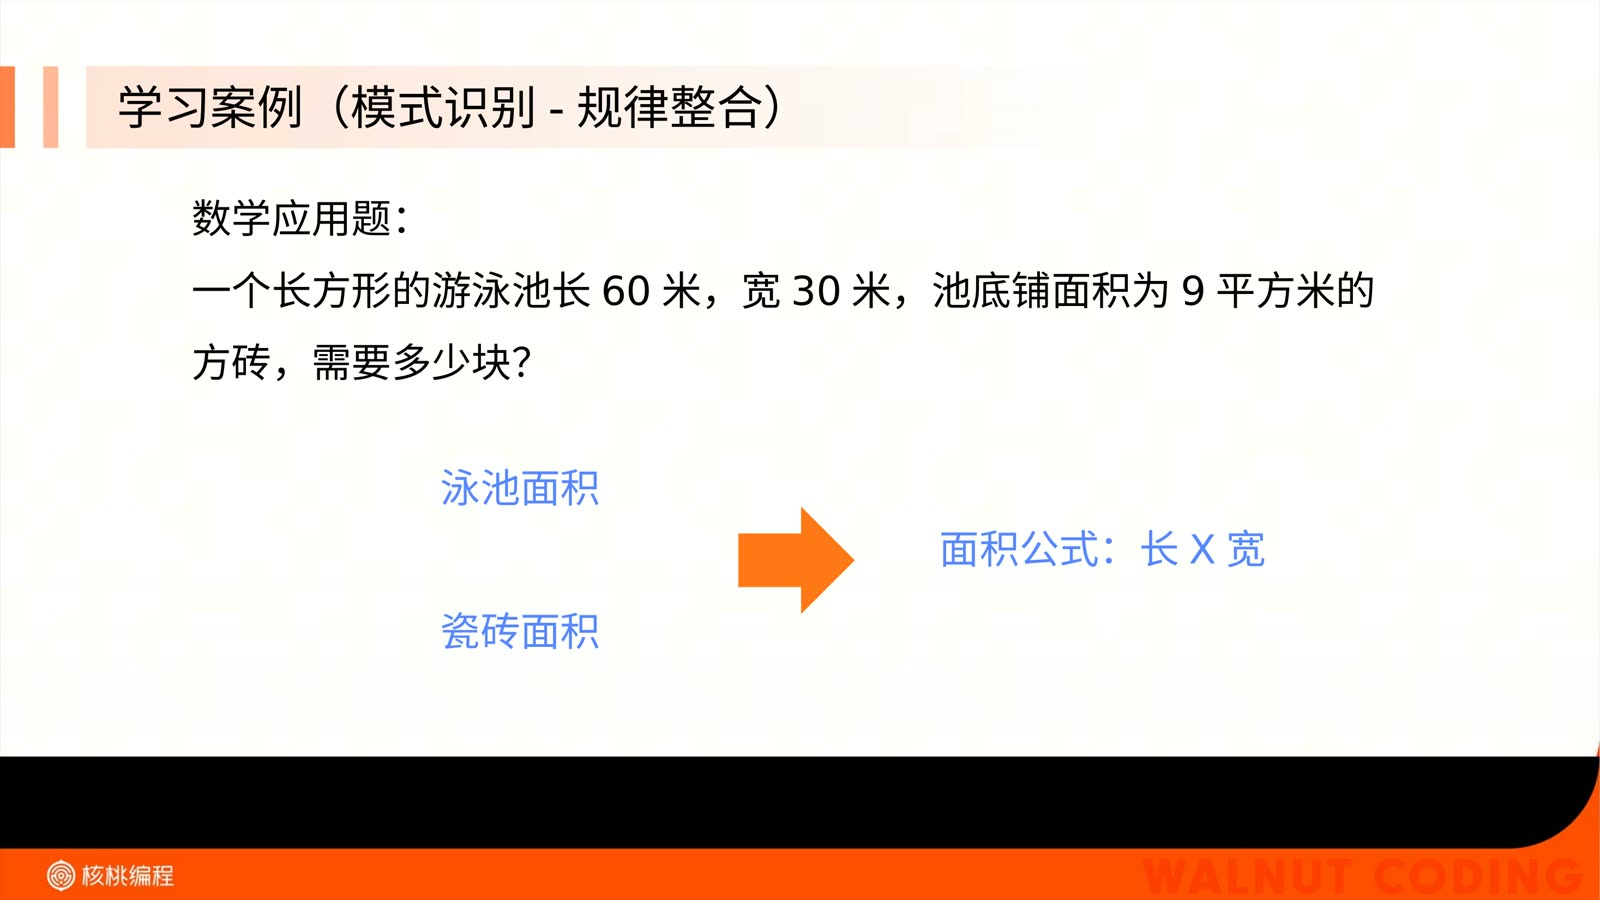 学习案例（模式识别 - 规律整合）
数学应用题：
一个长方形的游泳池长 60 米，宽 30 米，池底铺面积为 9 平方米的
方砖，需要多少块？
泳池面积
面积公式：长 X 宽
瓷砖面积
核桃编程
WALNUT CODING